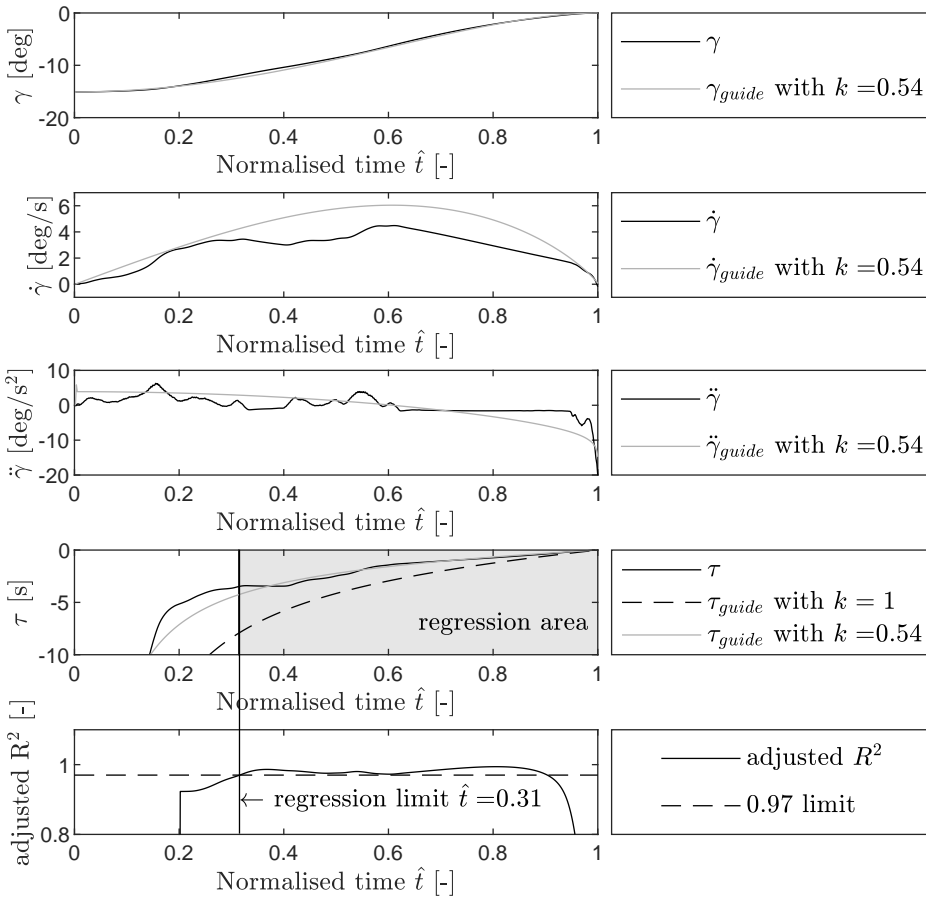 0
-10
-20
γ [deg]
0 0.2 0.4 0.6 0.8 1
Normalised time t̂ [-]
γ
γguide with k =0.54
6
4
2
0
γ̇ [deg/s]
0 0.2 0.4 0.6 0.8 1
Normalised time t̂ [-]
γ̇
γ̇guide with k =0.54
10
0
-10
-20
γ̈ [deg/s²]
0 0.2 0.4 0.6 0.8 1
Normalised time t̂ [-]
γ̈
γ̈guide with k =0.54
0
-5
-10
τ [s]
regression area
0 0.2 0.4 0.6 0.8 1
Normalised time t̂ [-]
τ
τguide with k = 1
τguide with k =0.54
1
0.8
adjusted R² [-]
← regression limit t̂ =0.31
0 0.2 0.4 0.6 0.8 1
Normalised time t̂ [-]
adjusted R²
0.97 limit